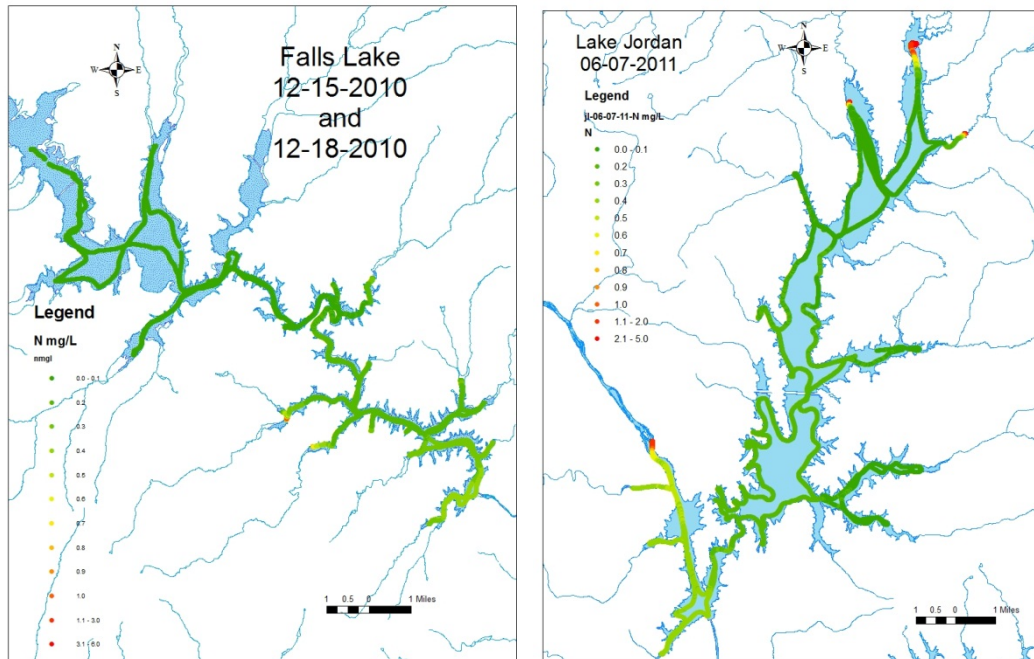 Falls Lake
12-15-2010
and
12-18-2010
N
W
E
S
Legend
N mg/L
nmgl
0.0 - 0.1
0.2
0.3
0.4
0.5
0.6
0.7
0.8
0.9
1.0
1.1 - 3.0
3.1 - 6.0
1 0.5 0 1 Miles
Lake Jordan
06-07-2011
N
W
E
S
Legend
jl-06-07-11-N mg/L
N
0.0 - 0.1
0.2
0.3
0.4
0.5
0.6
0.7
0.8
0.9
1.0
1.1 - 2.0
2.1 - 5.0
1 0.5 0 1 Miles